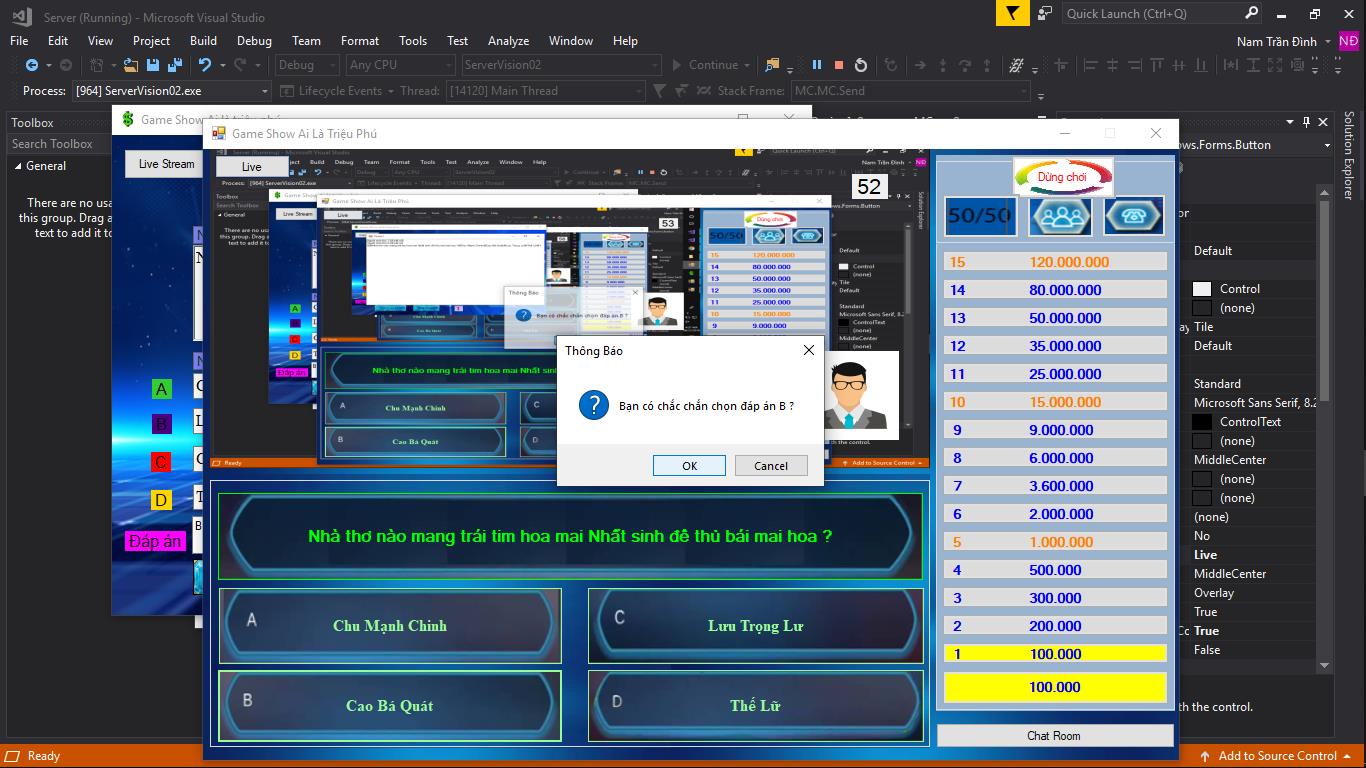 Server (Running) - Microsoft Visual Studio
Quick Launch (Ctrl+Q)
File Edit View Project Build Debug Team Format Tools Test Analyze Window Help
Nam Trần Đình NĐ
Debug Any CPU ServerVision02 Continue
Process: [964] ServerVision02.exe Lifecycle Events Thread: [14120] Main Thread Stack Frame: MC.MC.Send
Toolbox
Search Toolbox
General
There are no usa
this group. Drag a
text to add it to
Live Stream
A
B
C
D
Đáp án
Game Show Ai Là Triệu Phú
Live
52
53
Thông Báo
Bạn có chắc chắn chọn đáp án B ?
OK
Cancel
Nhà thơ nào mang trái tim hoa mai Nhất sinh đê thủ bái mai hoa ?
A Chu Mạnh Chinh
C Lưu Trọng Lư
B Cao Bá Quát
D Thế Lữ
Dừng chơi
50/50
15 120.000.000
14 80.000.000
13 50.000.000
12 35.000.000
11 25.000.000
10 15.000.000
9 9.000.000
8 6.000.000
7 3.600.000
6 2.000.000
5 1.000.000
4 500.000
3 300.000
2 200.000
1 100.000
100.000
Chat Room
ws.Forms.Button
Solution Explorer
Default
Control
(none)
Tile
Default
Standard
Microsoft Sans Serif, 8.2
ControlText
(none)
MiddleCenter
(none)
(none)
(none)
No
Live
MiddleCenter
Overlay
True
True
False
th the control.
Ready
Add to Source Control